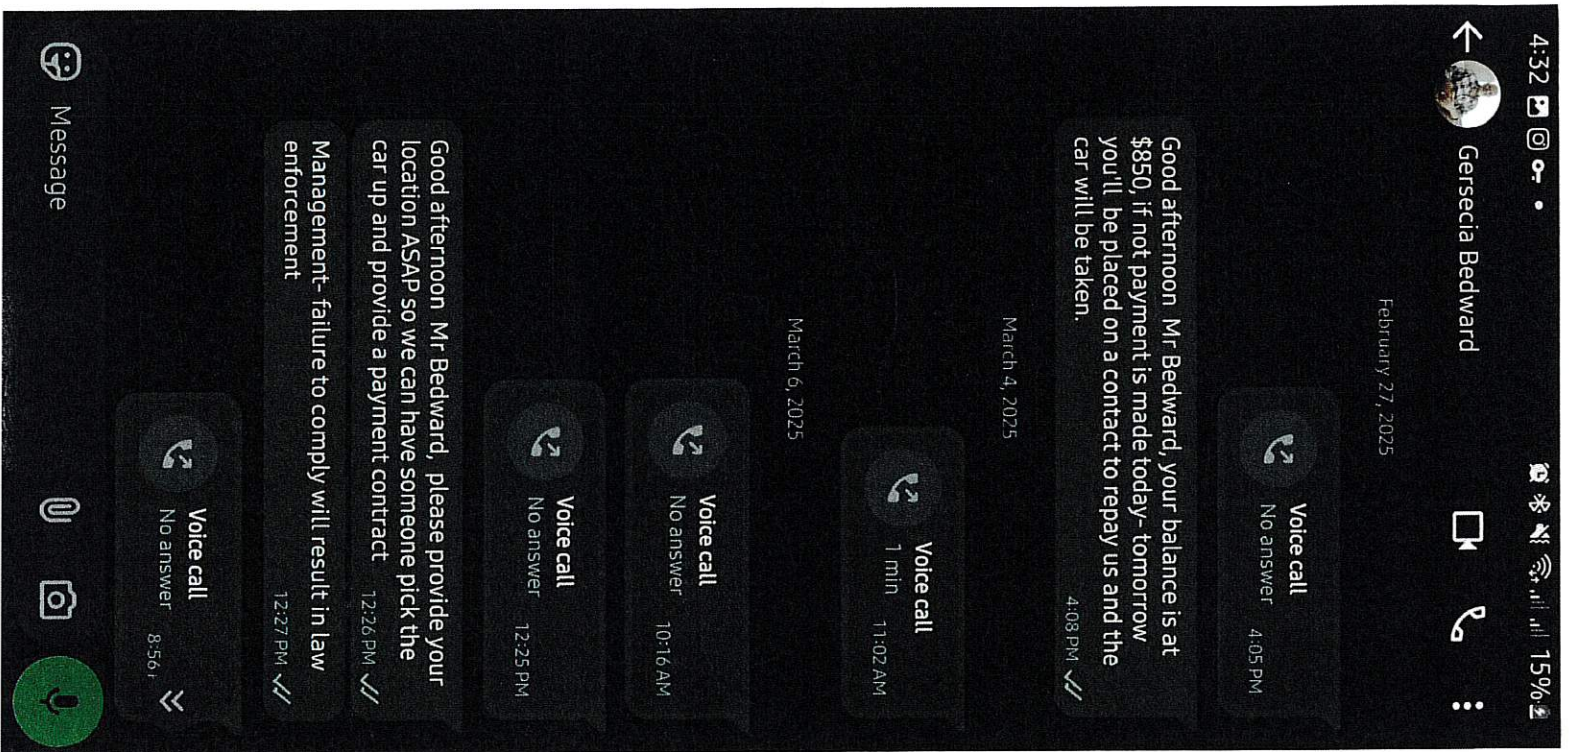 4:32
15%
Gersecia Bedward
February 27, 2025
Voice call
No answer
4:05 PM
Good afternoon Mr Bedward, your balance is at
$850, if not payment is made today- tomorrow
you'll be placed on a contact to repay us and the
car will be taken.
4:08 PM
March 4, 2025
Voice call
1 min
11:02 AM
March 6, 2025
Voice call
No answer
10:16 AM
Voice call
No answer
12:25 PM
Good afternoon Mr Bedward, please provide your
location ASAP so we can have someone pick the
car up and provide a payment contract
12:26 PM
Management- failure to comply will result in law
enforcement
12:27 PM
Voice call
No answer
8:56
Message